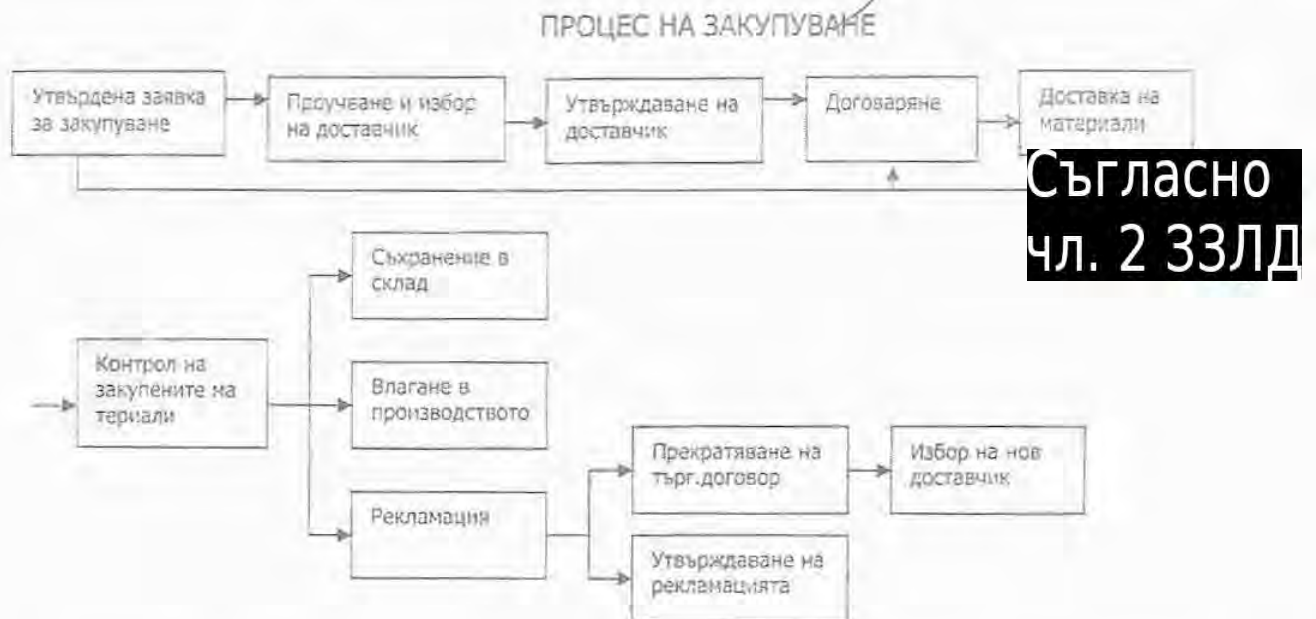 ПРОЦЕС НА ЗАКУПУВАНЕ
Утвърдена заявка
за закупуване
Проучване и избор
на доставчик
Утвърждаване на
доставчик
Договаряне
Доставка на
материали
Съгласно
чл. 2 ЗЗЛД
Съхранение в
склад
Контрол на
закупените ма
териали
Влагане в
производството
Рекламация
Прекратяване на
търг.договор
Избор на нов
доставчик
Утвърждаване на
рекламацията